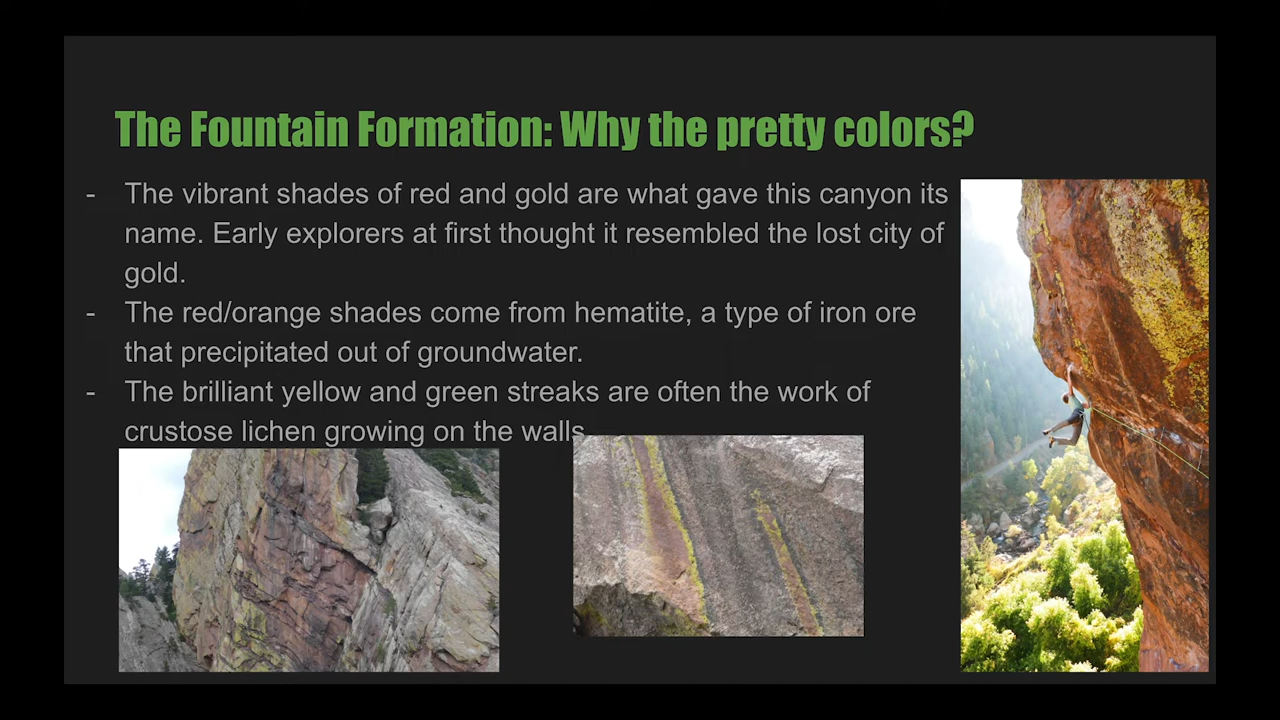 The Fountain Formation: Why the pretty colors?
- The vibrant shades of red and gold are what gave this canyon its
name. Early explorers at first thought it resembled the lost city of
gold.
- The red/orange shades come from hematite, a type of iron ore
that precipitated out of groundwater.
- The brilliant yellow and green streaks are often the work of
crustose lichen growing on the walls.